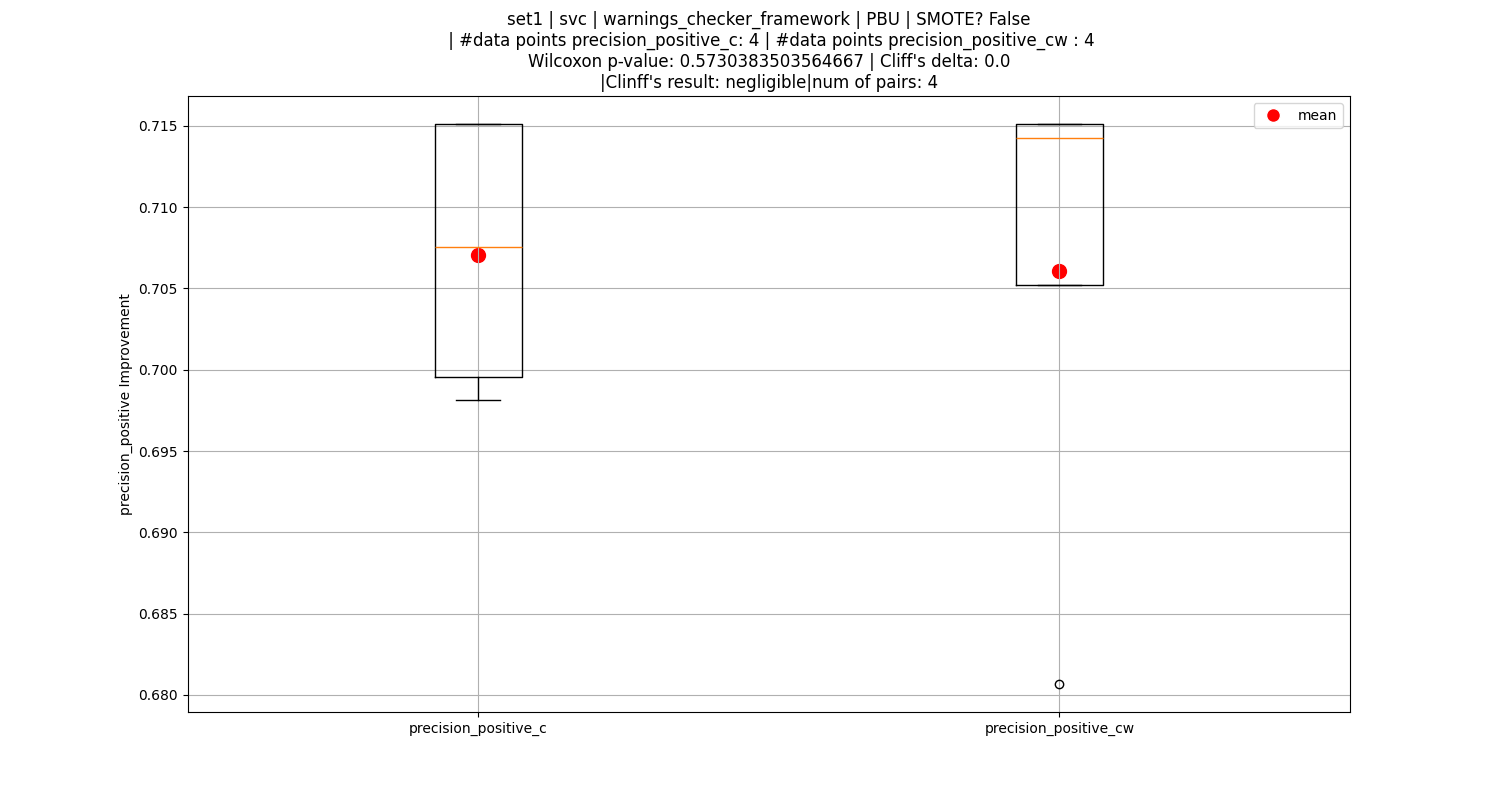 set1 | svc | warnings_checker_framework | PBU | SMOTE? False
| #data points precision_positive_c: 4 | #data points precision_positive_cw : 4
Wilcoxon p-value: 0.5730383503564667 | Cliff's delta: 0.0
|Clinff's result: negligible|num of pairs: 4
mean
0.715
0.710
0.705
0.700
0.695
0.690
0.685
0.680
precision_positive Improvement
precision_positive_c
precision_positive_cw